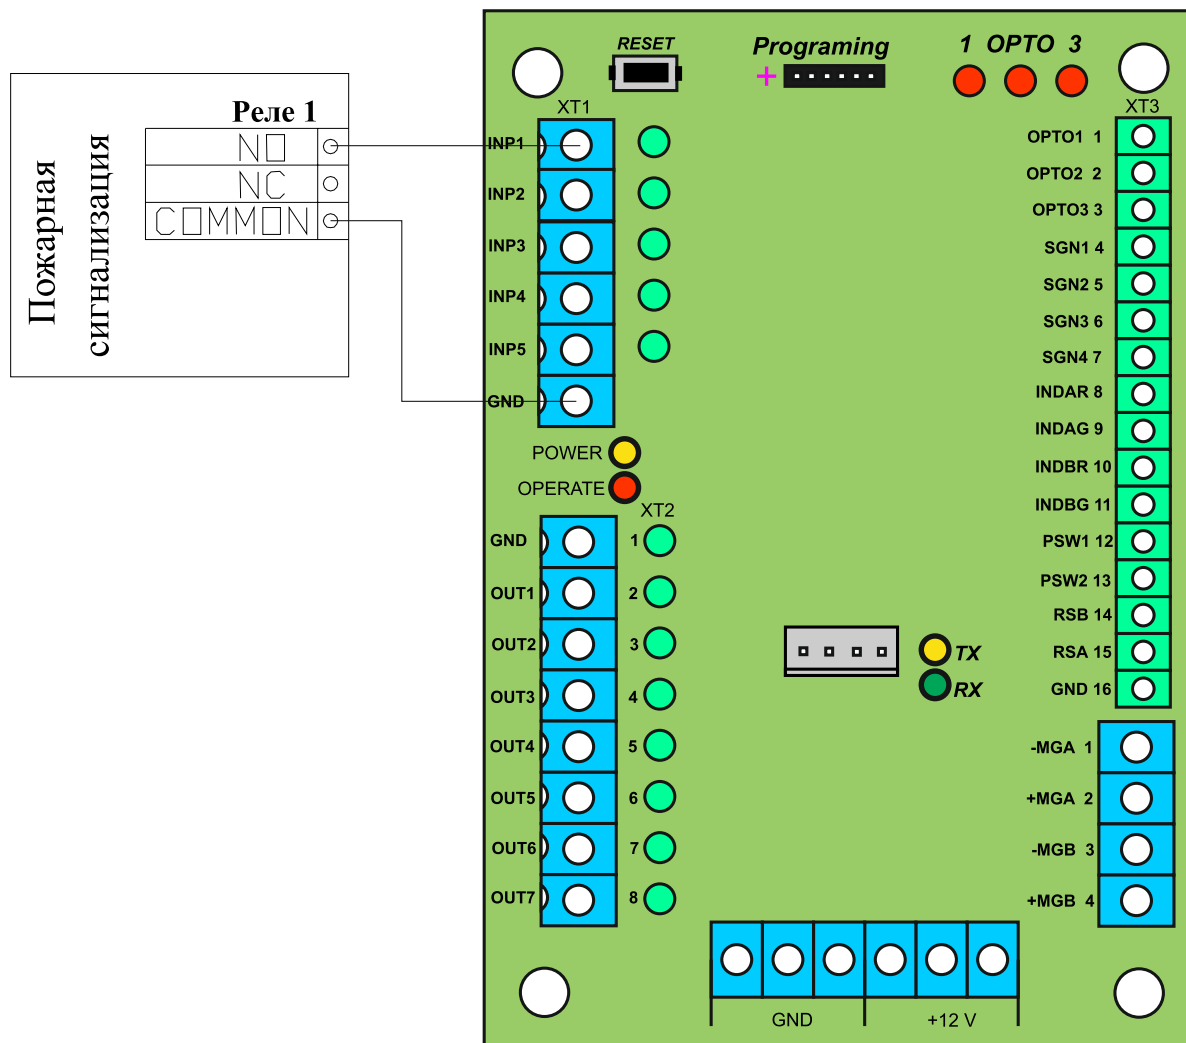 RESET
Programing
1 OPTO 3
+
XT1
XT3
Реле 1
NO
NC
COMMON
Пожарная
сигнализация
INP1
INP2
INP3
INP4
INP5
GND
POWER
OPERATE
XT2
GND 1
OUT1 2
OUT2 3
OUT3 4
OUT4 5
OUT5 6
OUT6 7
OUT7 8
TX
RX
OPTO1 1
OPTO2 2
OPTO3 3
SGN1 4
SGN2 5
SGN3 6
SGN4 7
INDAR 8
INDAG 9
INDBR 10
INDBG 11
PSW1 12
PSW2 13
RSB 14
RSA 15
GND 16
-MGA 1
+MGA 2
-MGB 3
+MGB 4
GND
+12 V